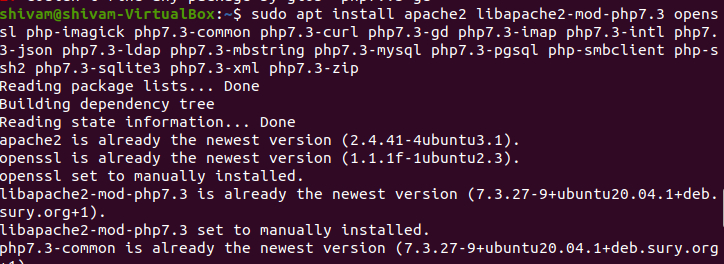 shivam@shivam-VirtualBox:~$ sudo apt install apache2 libapache2-mod-php7.3 opens
sl php-imagick php7.3-common php7.3-curl php7.3-gd php7.3-imap php7.3-intl php7.
3-json php7.3-ldap php7.3-mbstring php7.3-mysql php7.3-pgsql php-smbclient php-s
sh2 php7.3-sqlite3 php7.3-xml php7.3-zip
Reading package lists... Done
Building dependency tree
Reading state information... Done
apache2 is already the newest version (2.4.41-4ubuntu3.1).
openssl is already the newest version (1.1.1f-1ubuntu2.3).
openssl set to manually installed.
libapache2-mod-php7.3 is already the newest version (7.3.27-9+ubuntu20.04.1+deb.
sury.org+1).
libapache2-mod-php7.3 set to manually installed.
php7.3-common is already the newest version (7.3.27-9+ubuntu20.04.1+deb.sury.org